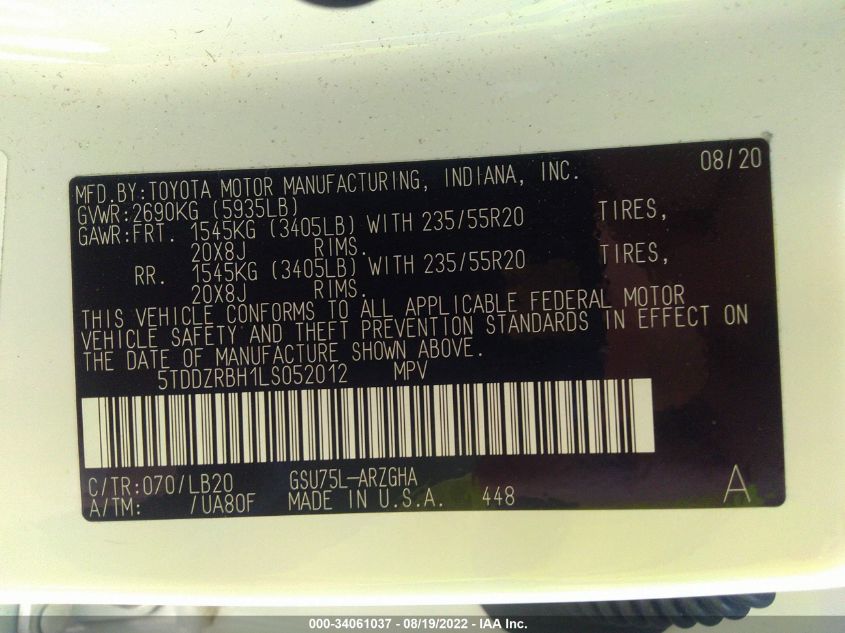 08/20
MFD.BY:TOYOTA MOTOR MANUFACTURING, INDIANA, INC.
GVWR:2690KG (5935LB)
GAWR:FRT. 1545KG (3405LB) WITH 235/55R20 TIRES,
20X8J RIMS.
RR. 1545KG (3405LB) WITH 235/55R20 TIRES,
20X8J RIMS.
THIS VEHICLE CONFORMS TO ALL APPLICABLE FEDERAL MOTOR
VEHICLE SAFETY AND THEFT PREVENTION STANDARDS IN EFFECT ON
THE DATE OF MANUFACTURE SHOWN ABOVE.
5TDDZRBH1LS052012 MPV
C/TR:070/LB20 GSU75L-ARZGHA
A/TM: /UA80F MADE IN U.S.A. 448 A
000-34061037 - 08/19/2022 - IAA Inc.